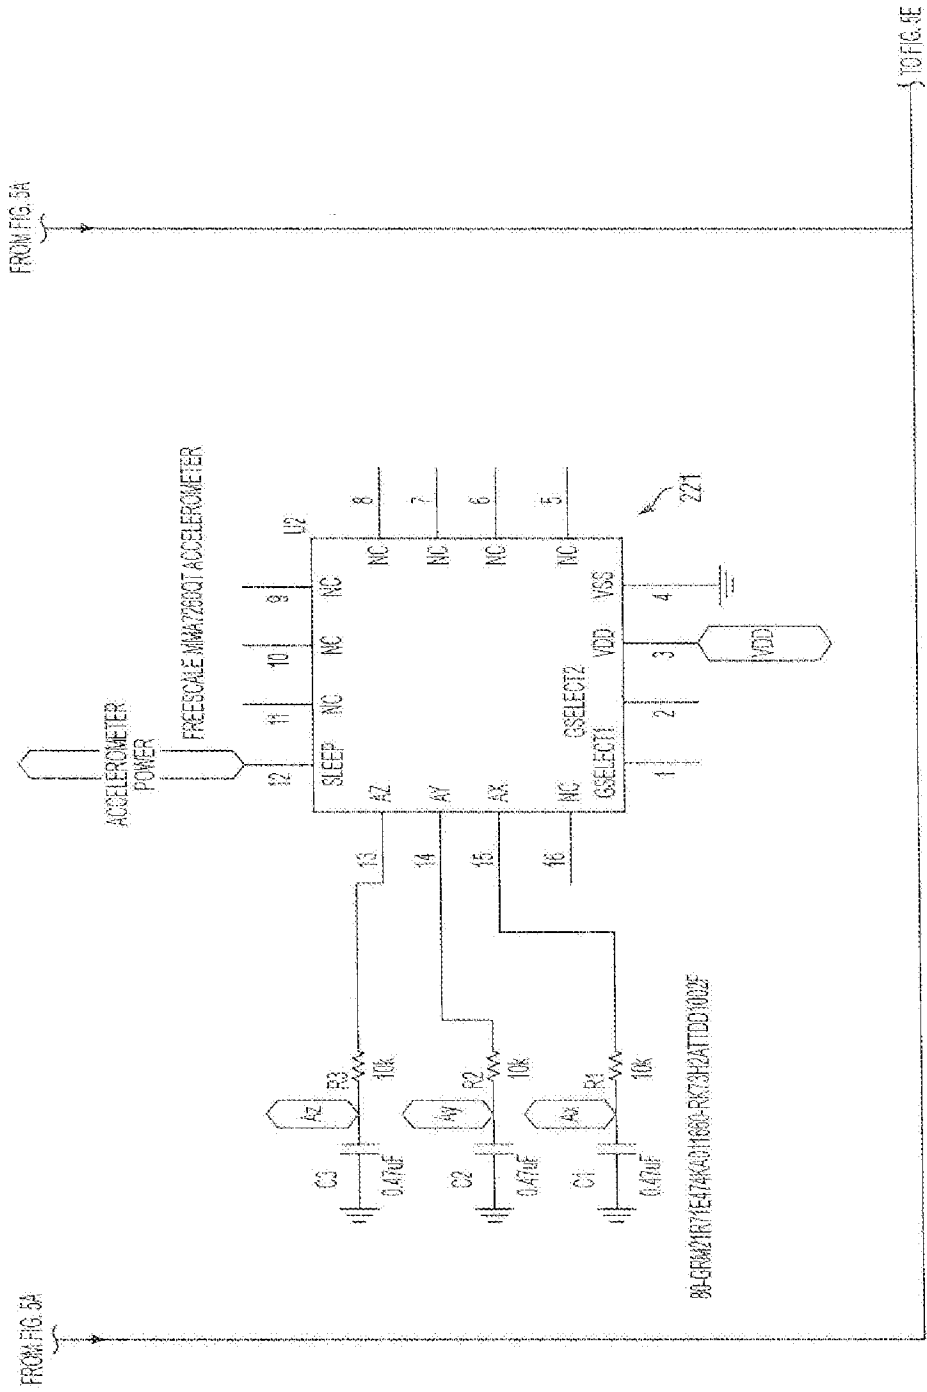 FROM FIG. 5A
FROM FIG. 5A
TO FIG. 5E
ACCELEROMETER
POWER
FREESCALE MMA7260QT ACCELEROMETER
U2
12
11
10
9
SLEEP
NC
NC
NC
13
AZ
NC
8
14
AY
NC
7
15
AX
NC
6
16
NC
NC
5
GSELECT1
GSELECT2
VDD
VSS
1
2
3
4
VDD
221
Az
R3
10k
C3
0.47uF
Ay
R2
10k
C2
0.47uF
Ax
R1
10k
C1
0.47uF